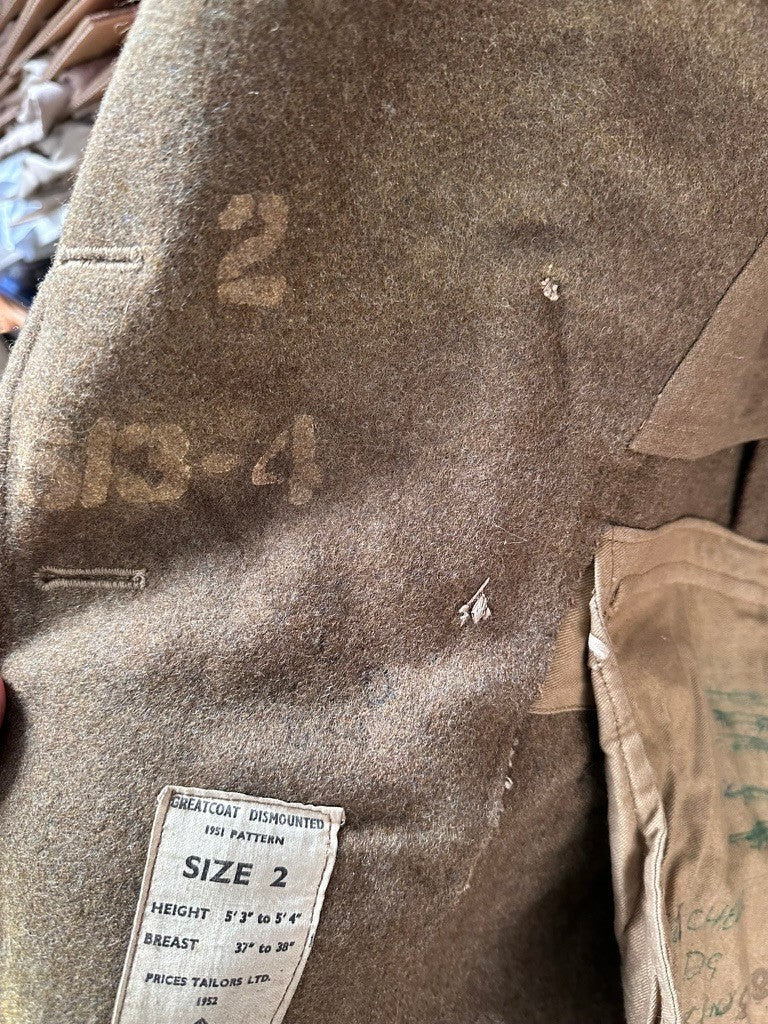 2
513-4
GREATCOAT DISMOUNTED
1951 PATTERN
SIZE 2
HEIGHT 5' 3" to 5' 4"
BREAST 37" to 38"
PRICES TAILORS LTD.
1952
DG